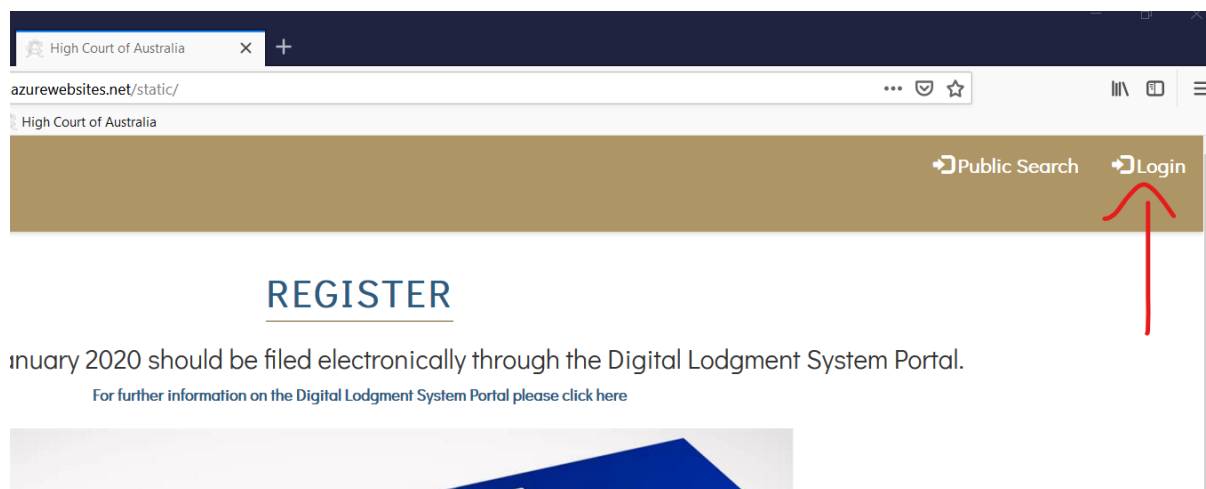 High Court of Australia
azurewebsites.net/static/
High Court of Australia
Public Search Login
REGISTER
anuary 2020 should be filed electronically through the Digital Lodgment System Portal.
For further information on the Digital Lodgment System Portal please click here